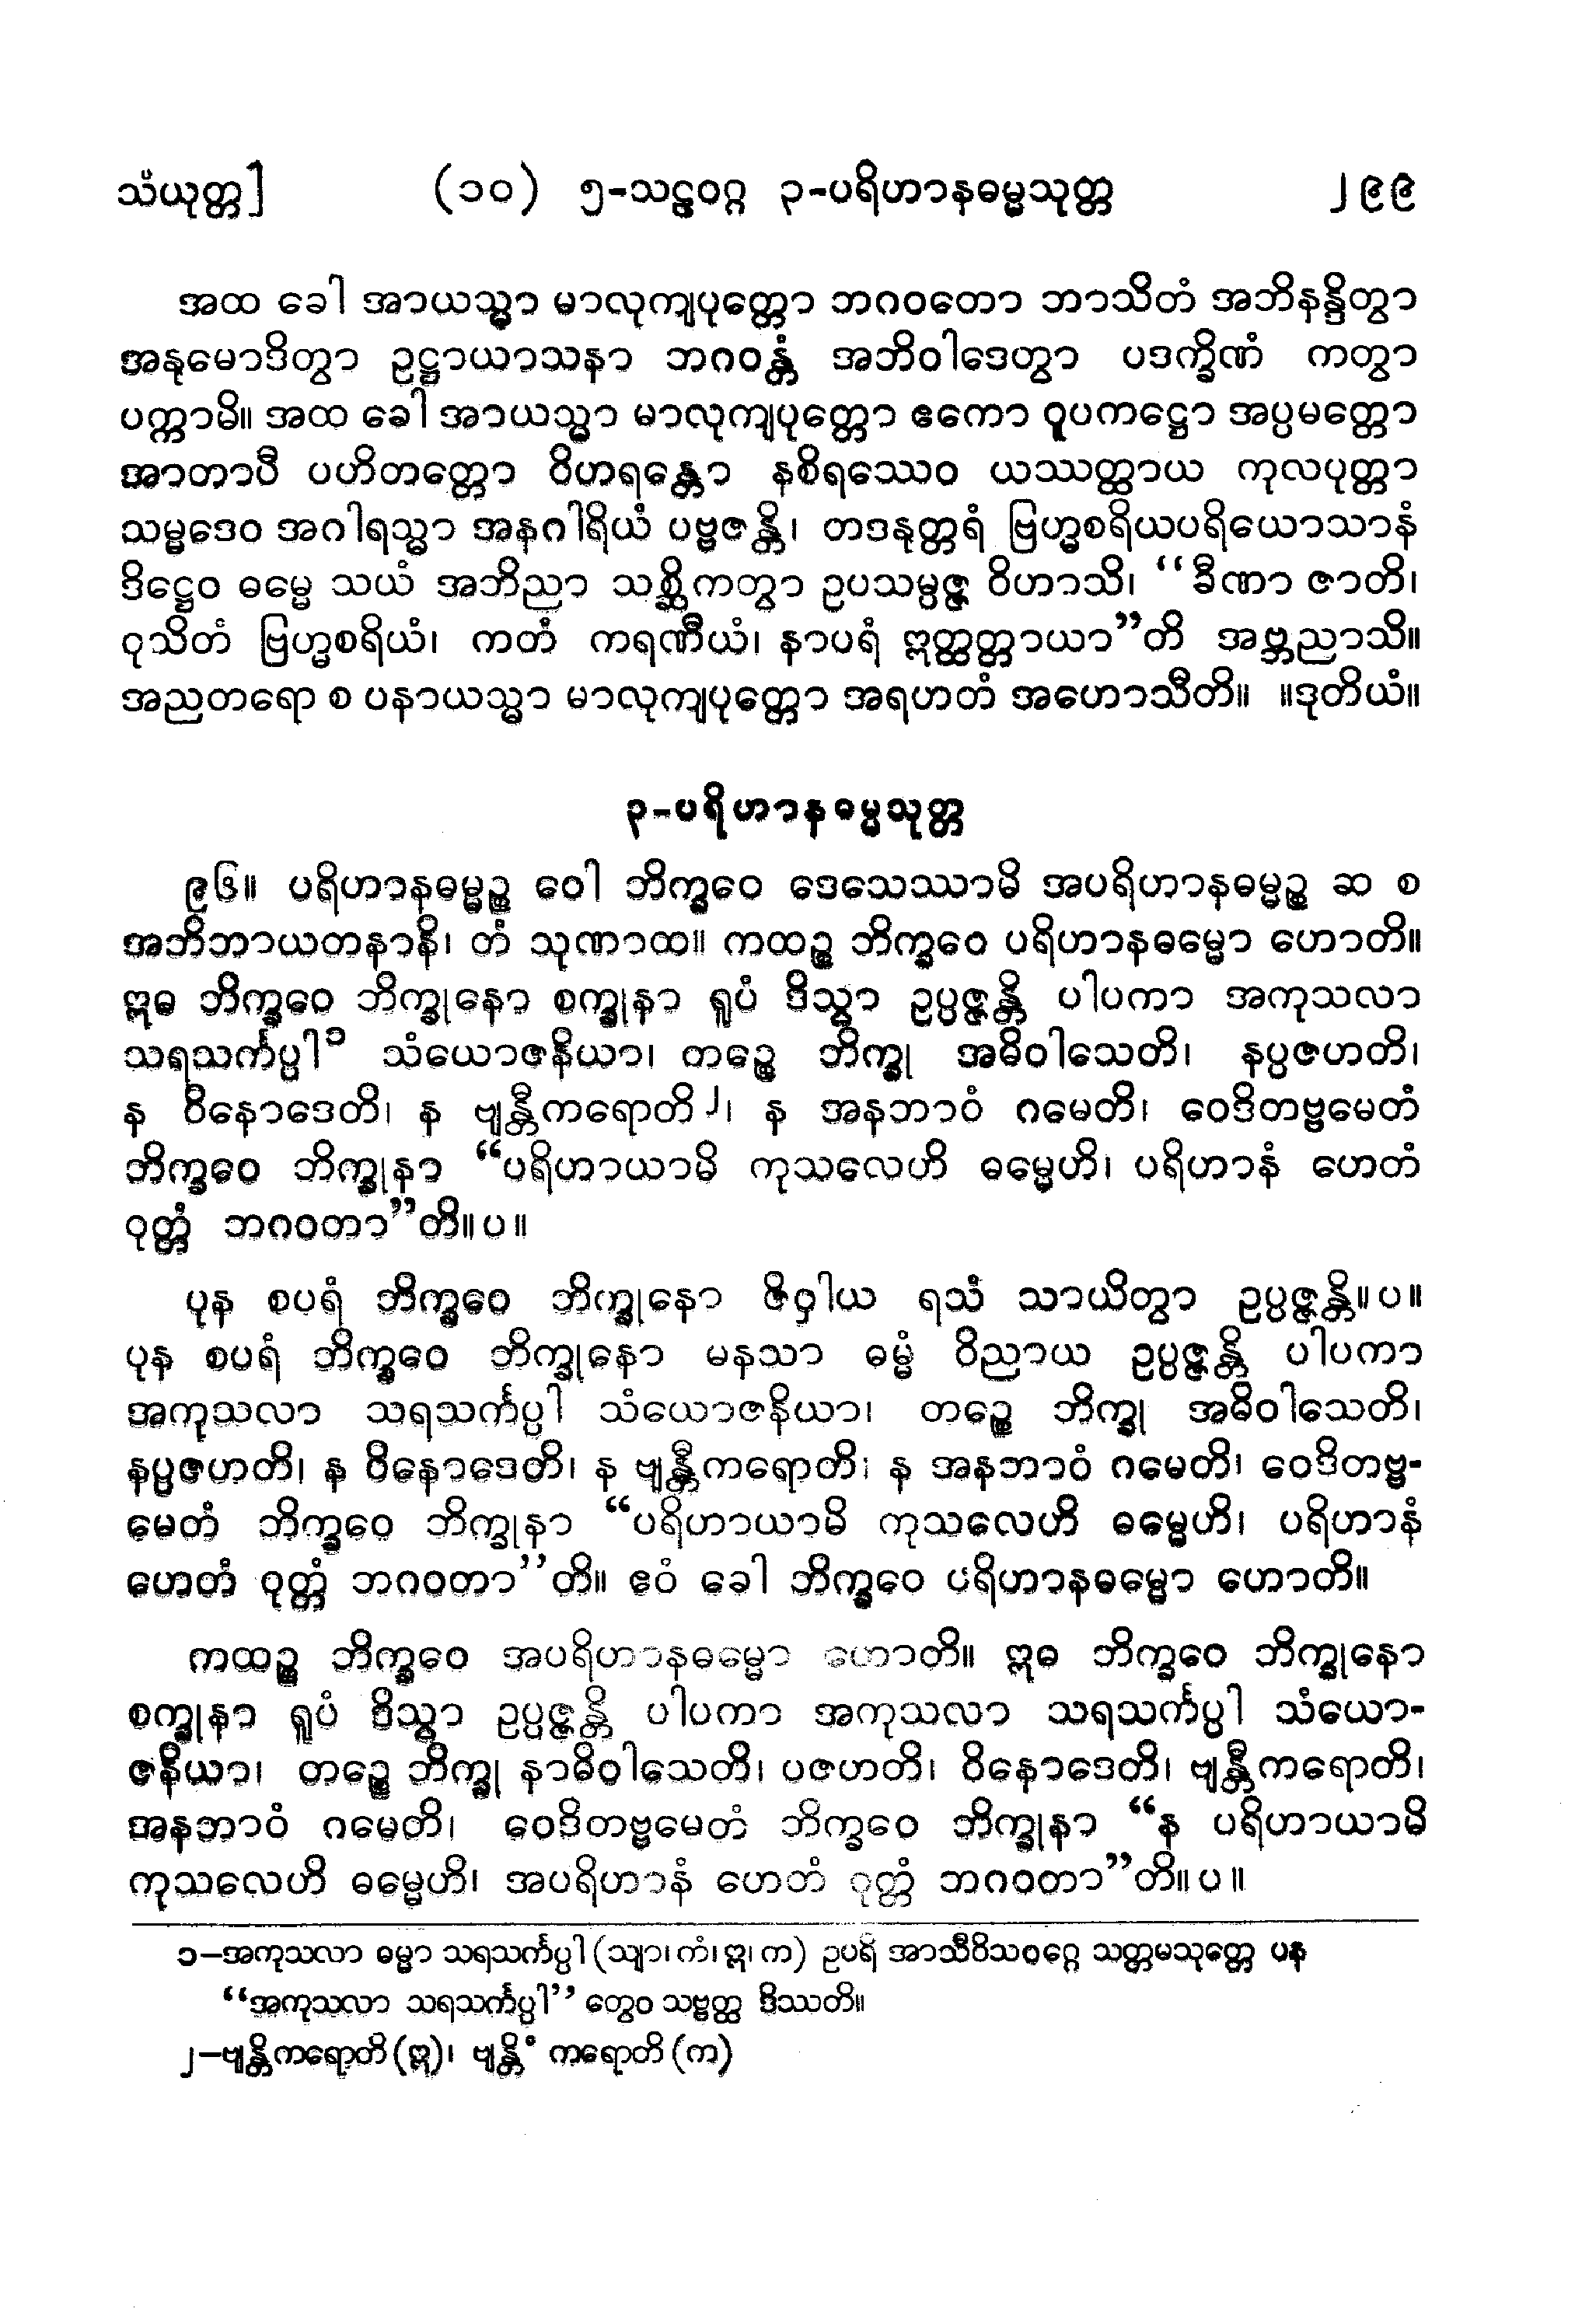 သံယုတ္တ] (၁၀) ၅-သဠဝဂ္ဂ ၃-ပရိဟာနဓမ္မသုတ္တ ၂၉၉
အထ ခေါ အာယသ္မာ မာလုကျပုတ္တော ဘဂဝတော ဘာသိတံ အဘိနန္ဒိတွာ
အနုမောဒိတွာ ဥဋ္ဌာယာသနာ ဘဂဝန္တံ အဘိဝါဒေတွာ ပဒက္ခိဏံ ကတွာ
ပက္ကာမိ။ အထ ခေါ အာယသ္မာ မာလုကျပုတ္တော ဧကော ဝူပကဋ္ဌော အပ္ပမတ္တော
အာတာပီ ပဟိတတ္တော ဝိဟရန္တော နစိရဿေဝ ယဿတ္ထာယ ကုလပုတ္တာ
သမ္မဒေဝ အဂါရသ္မာ အနဂါရိယံ ပဗ္ဗဇန္တိ၊ တဒနုတ္တရံ ဗြဟ္မစရိယပရိယောသာနံ
ဒိဋ္ဌေဝ ဓမ္မေ သယံ အဘိညာ သစ္ဆိကတွာ ဥပသမ္ပဇ္ဇ ဝိဟာသိ၊ “ခီဏာ ဇာတိ၊
ဝုသိတံ ဗြဟ္မစရိယံ၊ ကတံ ကရဏီယံ၊ နာပရံ ဣတ္ထတ္တာယာ”တိ အဗ္ဘညာသိ။
အညတရော စ ပနာယသ္မာ မာလုကျပုတ္တော အရဟတံ အဟောသီတိ။ ။ဒုတိယံ။
၃-ပရိဟာနဓမ္မသုတ္တ
၉၆။ ပရိဟာနဓမ္မဉ္စ ဝေါ ဘိက္ခဝေ ဒေသေဿာမိ အပရိဟာနဓမ္မဉ္စ ဆ စ
အဘိဘာယတနာနိ၊ တံ သုဏာထ။ ကထဉ္စ ဘိက္ခဝေ ပရိဟာနဓမ္မော ဟောတိ။
ဣဓ ဘိက္ခဝေ ဘိက္ခုနော စက္ခုနာ ရူပံ ဒိသွာ ဥပ္ပဇ္ဇန္တိ ပါပကာ အကုသလာ
သရသင်္ကပ္ပါ၁ သံယောဇနိယာ၊ တဉ္စေ ဘိက္ခု အဓိဝါသေတိ၊ နပ္ပဇဟတိ၊
န ဝိနောဒေတိ၊ န ဗျန္တီကရောတိ၂၊ န အနဘာဝံ ဂမေတိ၊ ဝေဒိတဗ္ဗမေတံ
ဘိက္ခဝေ ဘိက္ခုနာ “ပရိဟာယာမိ ကုသလေဟိ ဓမ္မေဟိ၊ ပရိဟာနံ ဟေတံ
ဝုတ္တံ ဘဂဝတာ”တိ။ပ။
ပုန စပရံ ဘိက္ခဝေ ဘိက္ခုနော ဇိဝှါယ ရသံ သာယိတွာ ဥပ္ပဇ္ဇန္တိ။ပ။
ပုန စပရံ ဘိက္ခဝေ ဘိက္ခုနော မနသာ ဓမ္မံ ဝိညာယ ဥပ္ပဇ္ဇန္တိ ပါပကာ
အကုသလာ သရသင်္ကပ္ပါ သံယောဇနိယာ၊ တဉ္စေ ဘိက္ခု အဓိဝါသေတိ၊
နပ္ပဇဟတိ၊ န ဝိနောဒေတိ၊ န ဗျန္တီကရောတိ၊ န အနဘာဝံ ဂမေတိ၊ ဝေဒိတဗ္ဗ-
မေတံ ဘိက္ခဝေ ဘိက္ခုနာ “ပရိဟာယာမိ ကုသလေဟိ ဓမ္မေဟိ၊ ပရိဟာနံ
ဟေတံ ဝုတ္တံ ဘဂဝတာ”တိ။ ဧဝံ ခေါ ဘိက္ခဝေ ပရိဟာနဓမ္မော ဟောတိ။
ကထဉ္စ ဘိက္ခဝေ အပရိဟာနဓမ္မော ဟောတိ။ ဣဓ ဘိက္ခဝေ ဘိက္ခုနော
စက္ခုနာ ရူပံ ဒိသွာ ဥပ္ပဇ္ဇန္တိ ပါပကာ အကုသလာ သရသင်္ကပ္ပါ သံယော-
ဇနိယာ၊ တဉ္စေ ဘိက္ခု နာဓိဝါသေတိ၊ ပဇဟတိ၊ ဝိနောဒေတိ၊ ဗျန္တီကရောတိ၊
အနဘာဝံ ဂမေတိ၊ ဝေဒိတဗ္ဗမေတံ ဘိက္ခဝေ ဘိက္ခုနာ “န ပရိဟာယာမိ
ကုသလေဟိ ဓမ္မေဟိ၊ အပရိဟာနံ ဟေတံ ဝုတ္တံ ဘဂဝတာ”တိ။ပ။
၁—အကုသလာ ဓမ္မာ သရသင်္ကပ္ပါ (သျာ၊ ကံ၊ ဣ၊ က) ဥပရိ အာသီဝိသဝဂ္ဂေ သတ္တမသုတ္တေ ပန
“အကုသလာ သရသင်္ကပ္ပါ” တွေဝ သဗ္ဗတ္ထ ဒိဿတိ။
၂—ဗျန္တိကရောတိ (ဣ)၊ ဗျန္တိံ ကရောတိ (က)